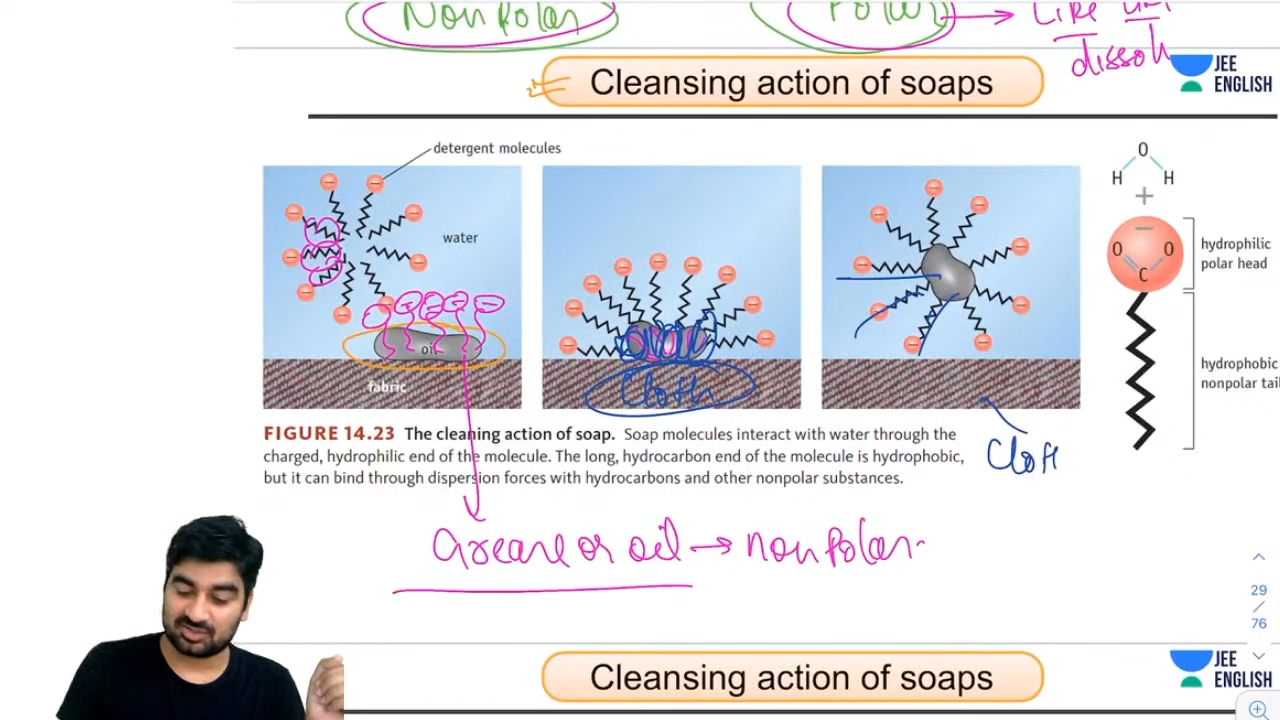 Non Polar
Polar → Like
dissol
Cleansing action of soaps
JEE
ENGLISH
detergent molecules
water
oil
fabric
Cloth
O
H H
+
O O
C
hydrophilic
polar head
hydrophobic
nonpolar tail
FIGURE 14.23 The cleaning action of soap. Soap molecules interact with water through the
charged, hydrophilic end of the molecule. The long, hydrocarbon end of the molecule is hydrophobic,
but it can bind through dispersion forces with hydrocarbons and other nonpolar substances.
Cloth
Grease or oil → non Polar
29
/
76
Cleansing action of soaps
JEE
ENGLISH